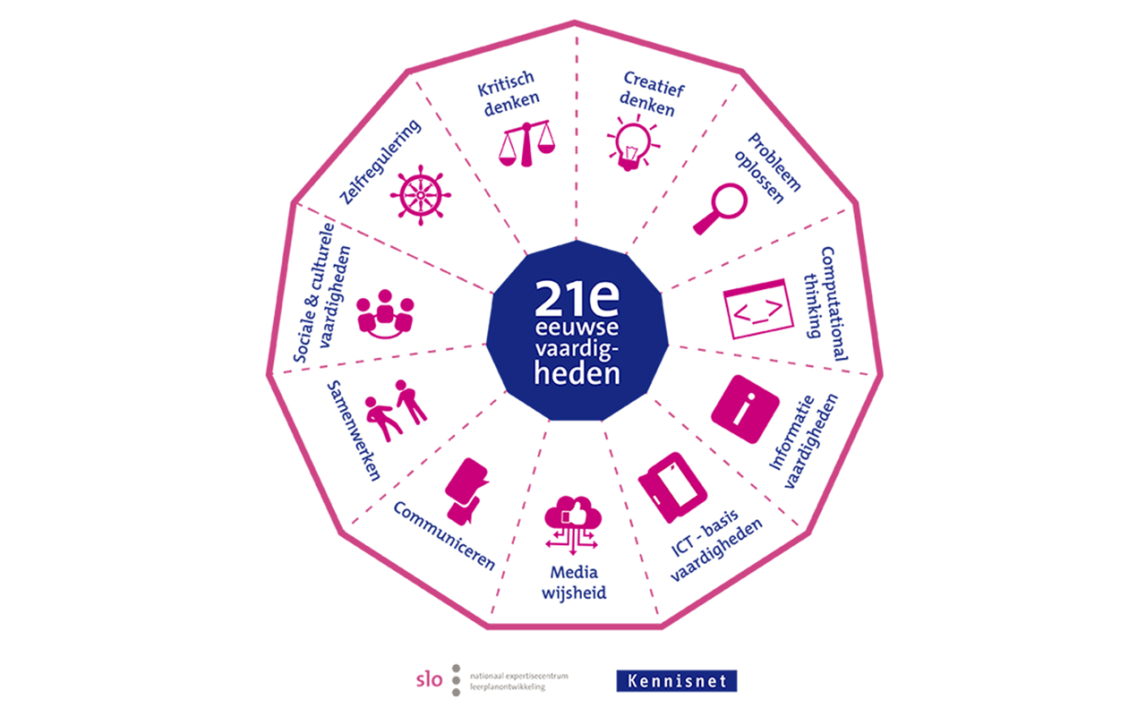 21e
eeuwse
vaardig-
heden
Kritisch
denken
Creatief
denken
Probleem
oplossen
Computational
thinking
Informatie
vaardigheden
ICT - basis
vaardigheden
Media
wijsheid
Communiceren
Samenwerken
Sociale & culturele
vaardigheden
Zelfregulering
slo
nationaal expertisecentrum
leerplanontwikkeling
Kennisnet